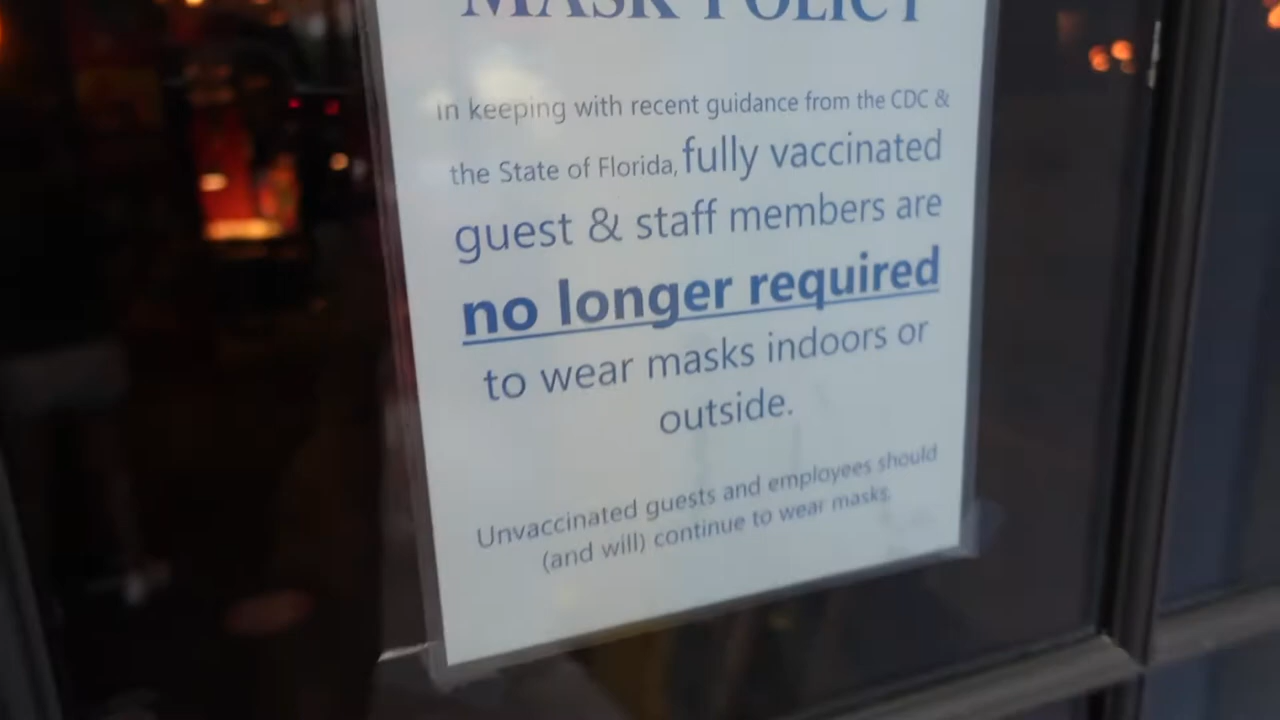 MASK POLICY
in keeping with recent guidance from the CDC &
the State of Florida, fully vaccinated
guest & staff members are
no longer required
to wear masks indoors or
outside.
Unvaccinated guests and employees should
(and will) continue to wear masks.